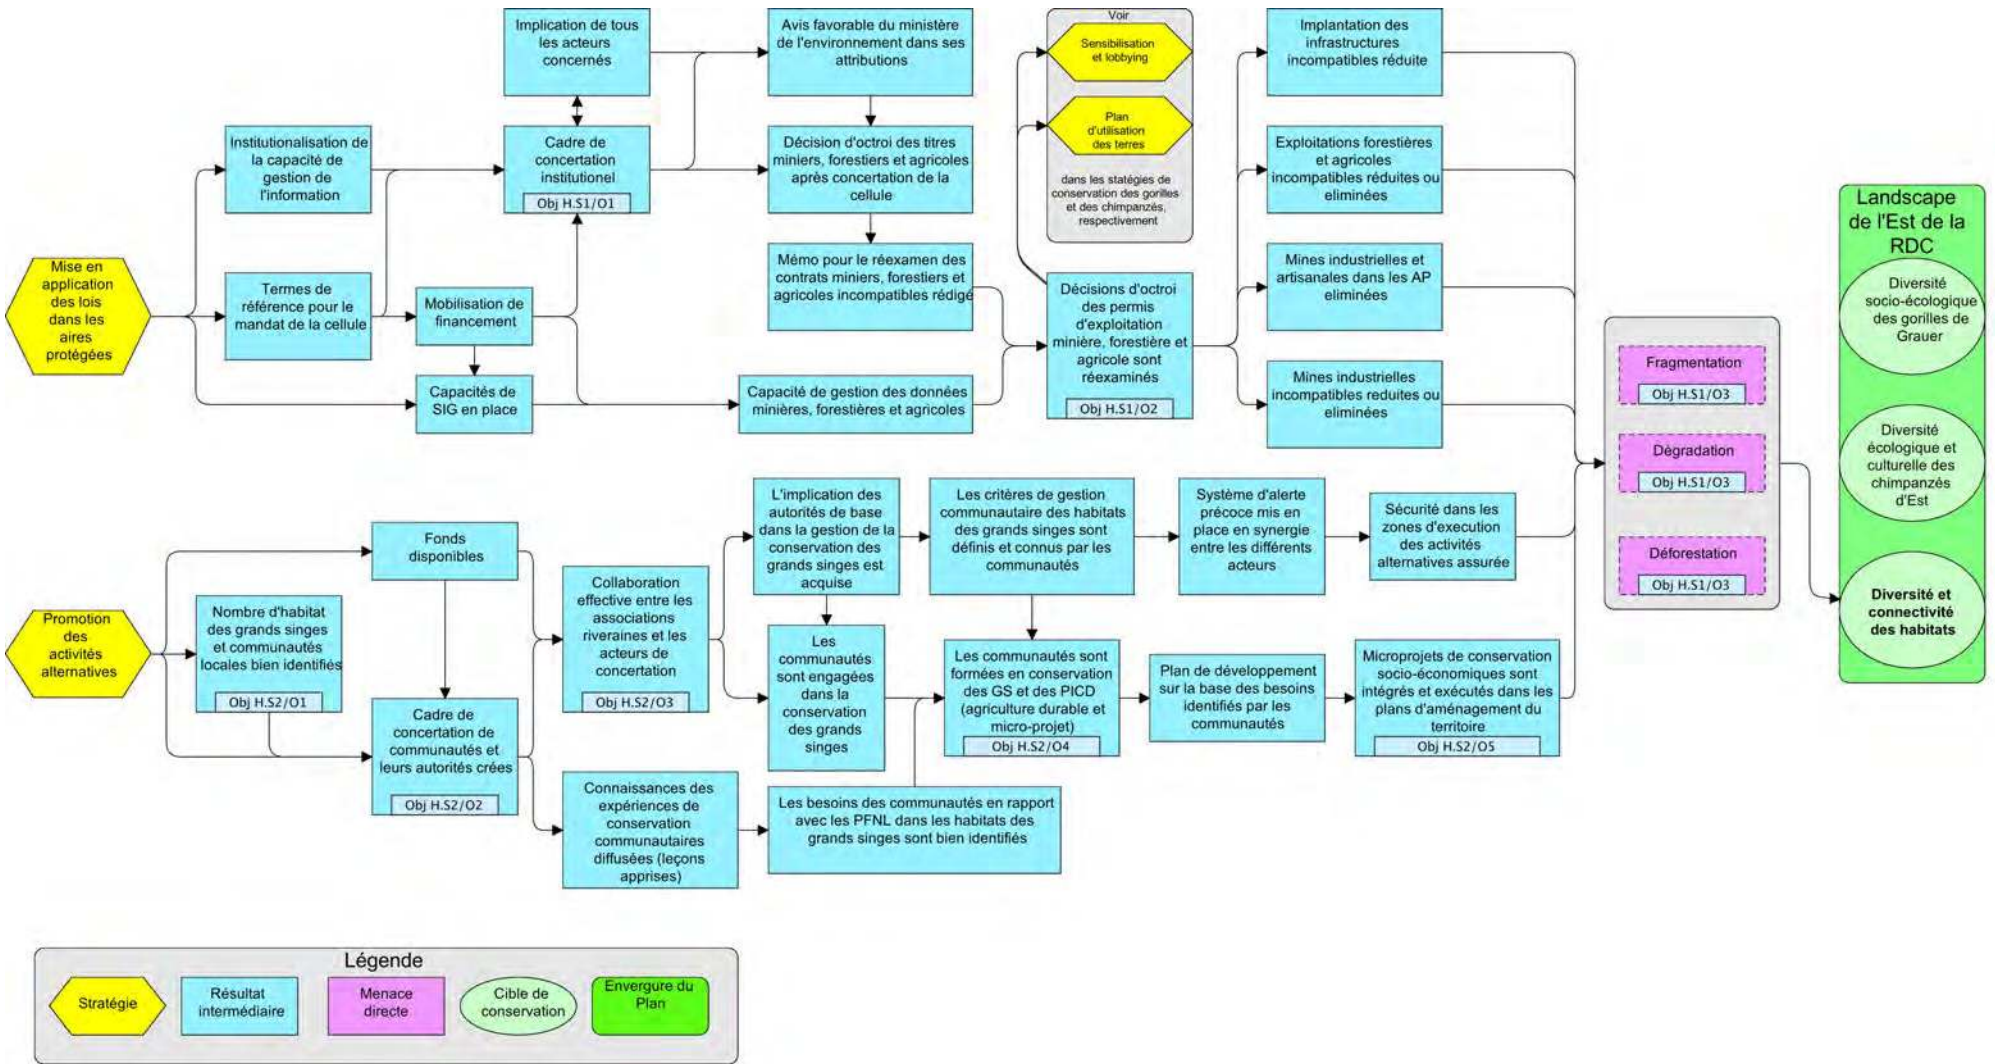 Implication de tous
les acteurs
concernés
Avis favorable du ministère
de l'environnement dans ses
attributions
Voir
Sensibilisation
et lobbying
Plan
d'utilisation
des terres
dans les statégies de
conservation des gorilles
et des chimpanzés,
respectivement
Implantation des
infrastructures
incompatibles réduite
Institutionalisation de
la capacité de
gestion de
l'information
Cadre de
concertation
institutionel
Obj H.S1/O1
Décision d'octroi des titres
miniers, forestiers et agricoles
après concertation de la
cellule
Exploitations forestières
et agricoles
incompatibles réduites ou
eliminées
Mise en
application
des lois
dans les
aires
protégées
Termes de
référence pour le
mandat de la cellule
Mobilisation de
financement
Mémo pour le réexamen des
contrats miniers, forestiers et
agricoles incompatibles rédigé
Décisions d'octroi
des permis
d'exploitation
minière, forestière et
agricole sont
réexaminés
Obj H.S1/O2
Mines industrielles et
artisanales dans les AP
eliminées
Capacités de
SIG en place
Capacité de gestion des données
minières, forestières et agricoles
Mines industrielles
incompatibles reduites ou
eliminées
Fragmentation
Obj H.S1/O3
Dègradation
Obj H.S1/O3
Déforestation
Obj H.S1/O3
Landscape
de l'Est de la
RDC
Diversité
socio-écologique
des gorilles de
Grauer
Diversité
écologique et
culturelle des
chimpanzés
d'Est
Diversité et
connectivité
des habitats
Promotion
des
activités
alternatives
Fonds
disponibles
Nombre d'habitat
des grands singes
et communautés
locales bien identifiés
Obj H.S2/O1
Cadre de
concertation de
communautés et
leurs autorités crées
Obj H.S2/O2
Collaboration
effective entre les
associations
riveraines et les
acteurs de
concertation
Obj H.S2/O3
Connaissances des
expériences de
conservation
communautaires
diffusées (leçons
apprises)
L'implication des
autorités de base
dans la gestion de la
conservation des
grands singes est
acquise
Les critères de gestion
communautaire des habitats
des grands singes sont
définis et connus par les
communautés
Système d'alerte
précoce mis en
place en synergie
entre les différents
acteurs
Sécurité dans les
zones d'execution
des activités
alternatives assurée
Les
communautés
sont engagées
dans la
conservation
des grands
singes
Les communautés sont
formées en conservation
des GS et des PICD
(agriculture durable et
micro-projet)
Obj H.S2/O4
Plan de développement
sur la base des besoins
identifiés par les
communautés
Microprojets de conservation
socio-économiques sont
intégrés et exécutés dans les
plans d'aménagement du
territoire
Obj H.S2/O5
Les besoins des communautés en rapport
avec les PFNL dans les habitats des
grands singes sont bien identifiés
Légende
Stratégie
Résultat
intermédiaire
Menace
directe
Cible de
conservation
Envergure du
Plan